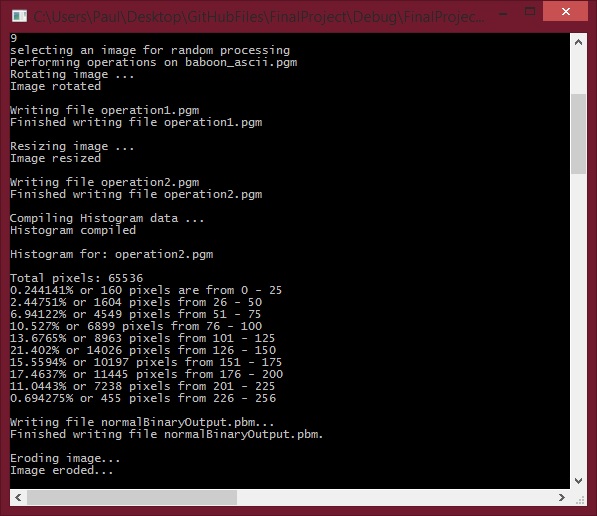 C:\Users\Paul\Desktop\GitHubFiles\FinalProject\Debug\FinalProjec...
9
selecting an image for random processing
Performing operations on baboon_ascii.pgm
Rotating image ...
Image rotated
Writing file operation1.pgm
Finished writing file operation1.pgm
Resizing image ...
Image resized
Writing file operation2.pgm
Finished writing file operation2.pgm
Compiling Histogram data ...
Histogram compiled
Histogram for: operation2.pgm
Total pixels: 65536
0.244141% or 160 pixels are from 0 - 25
2.44751% or 1604 pixels from 26 - 50
6.94122% or 4549 pixels from 51 - 75
10.527% or 6899 pixels from 76 - 100
13.6765% or 8963 pixels from 101 - 125
21.402% or 14026 pixels from 126 - 150
15.5594% or 10197 pixels from 151 - 175
17.4637% or 11445 pixels from 176 - 200
11.0443% or 7238 pixels from 201 - 225
0.694275% or 455 pixels from 226 - 256
Writing file normalBinaryOutput.pbm...
Finished writing file normalBinaryOutput.pbm.
Eroding image...
Image eroded...